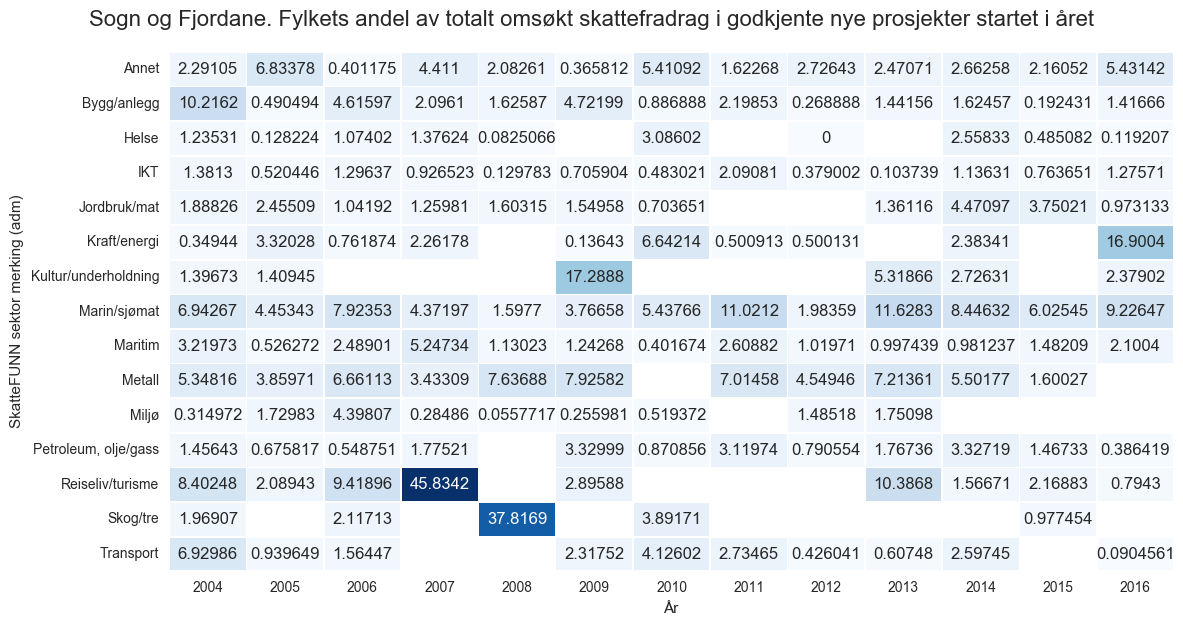 Sogn og Fjordane. Fylkets andel av totalt omsøkt skattefradrag i godkjente nye prosjekter startet i året
SkatteFUNN sektor merking (adm)
Annet 2.29105 6.83378 0.401175 4.411 2.08261 0.365812 5.41092 1.62268 2.72643 2.47071 2.66258 2.16052 5.43142
Bygg/anlegg 10.2162 0.490494 4.61597 2.0961 1.62587 4.72199 0.886888 2.19853 0.268888 1.44156 1.62457 0.192431 1.41666
Helse 1.23531 0.128224 1.07402 1.37624 0.0825066 3.08602 0 2.55833 0.485082 0.119207
IKT 1.3813 0.520446 1.29637 0.926523 0.129783 0.705904 0.483021 2.09081 0.379002 0.103739 1.13631 0.763651 1.27571
Jordbruk/mat 1.88826 2.45509 1.04192 1.25981 1.60315 1.54958 0.703651 1.36116 4.47097 3.75021 0.973133
Kraft/energi 0.34944 3.32028 0.761874 2.26178 0.13643 6.64214 0.500913 0.500131 2.38341 16.9004
Kultur/underholdning 1.39673 1.40945 17.2888 5.31866 2.72631 2.37902
Marin/sjømat 6.94267 4.45343 7.92353 4.37197 1.5977 3.76658 5.43766 11.0212 1.98359 11.6283 8.44632 6.02545 9.22647
Maritim 3.21973 0.526272 2.48901 5.24734 1.13023 1.24268 0.401674 2.60882 1.01971 0.997439 0.981237 1.48209 2.1004
Metall 5.34816 3.85971 6.66113 3.43309 7.63688 7.92582 7.01458 4.54946 7.21361 5.50177 1.60027
Miljø 0.314972 1.72983 4.39807 0.28486 0.0557717 0.255981 0.519372 1.48518 1.75098
Petroleum, olje/gass 1.45643 0.675817 0.548751 1.77521 3.32999 0.870856 3.11974 0.790554 1.76736 3.32719 1.46733 0.386419
Reiseliv/turisme 8.40248 2.08943 9.41896 45.8342 2.89588 10.3868 1.56671 2.16883 0.7943
Skog/tre 1.96907 2.11713 37.8169 3.89171 0.977454
Transport 6.92986 0.939649 1.56447 2.31752 4.12602 2.73465 0.426041 0.60748 2.59745 0.0904561
2004 2005 2006 2007 2008 2009 2010 2011 2012 2013 2014 2015 2016
År